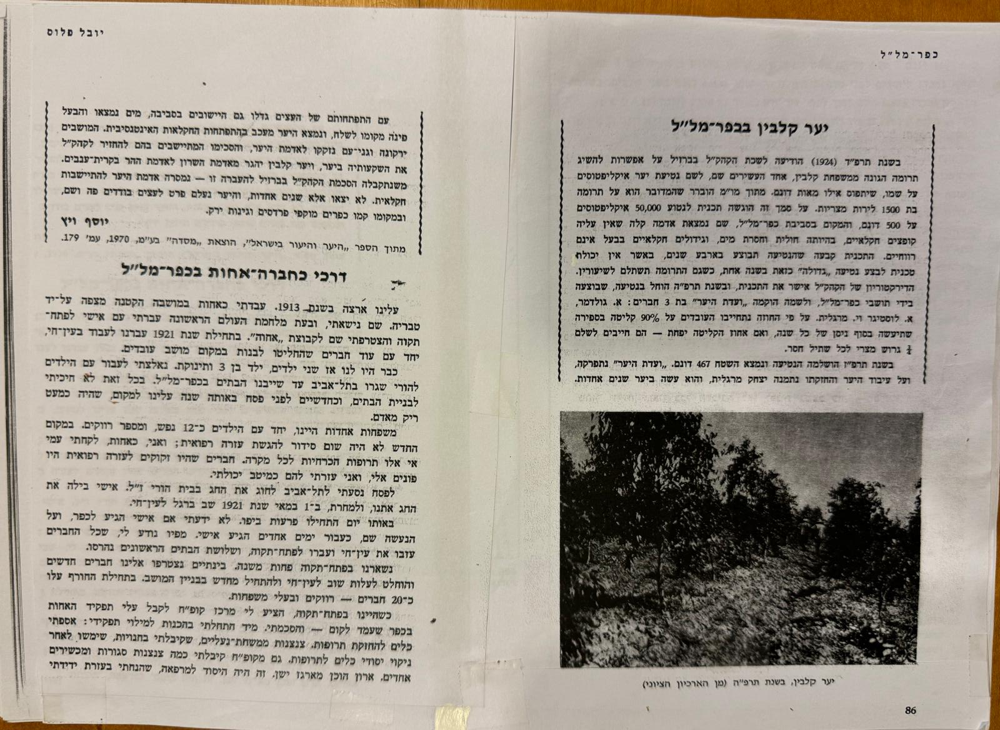 כפר־מל״ל
יער קלבין בכפר־מל״ל
בשנת תרפ״ד (1924) הודיעה לשכת הקהק״ל בברזיל על אפשרות להשיג
תרומה הגונה ממשפחת קלבין, אחד העשירים שם, לשם נטיעת יער איקליפטוסים
על שמו, שיתפוס אילו מאות דונם. מתוך מו״מ הוברר שהמדובר הוא על תרומה
בת 1500 לירות מצריות. על סמך זה הוגשה תכנית לנטוע 50,000 איקליפטוסים
על 500 דונם, והמקום בסביבת כפר־מל״ל, שם נמצאת אדמה קלה שאין עליה
קופצים חקלאיים, בהיותה חולית וחסרת מים, וגידולים חקלאיים בבעל אינם
רווחיים. התכנית קבעה שהנטיעה תבוצע בארבע שנים, באשר אין יכולת
טכנית לבצע נטיעה „גדולה״ כזאת בשנה אחת, כשגם התרומה תשתלם לשיעורין.
הדירקטוריון של הקהק״ל אישר את התכנית, ובשנת תרפ״ה הוחל בנטיעה, שבוצעה
בידי תושבי כפר־מל״ל, ולשמה הוקמה „ועדת היער״ בת 3 חברים: א. גולדמר,
א. לוסטיגר וי. מרגלית. על פי החוזה נתחייבו העובדים על 90% קליטה בספירה
שתיעשה בסוף ניסן של כל שנה, ואם אחוז הקליטה יפחת — הם חייבים לשלם
גרוש מצרי לכל שתיל חסר.
בשנת תרפ״ז הושלמה הנטיעה ונמצא השטח 467 דונם. „ועדת היער״ נתפרקה,
ועל עיבוד היער והחזקתו נתמנה יצחק מרגלית, והוא עשה ביער שנים אחדות.
יער קלבין, בשנת תרפ״ה (מן הארכיון הציוני)
86
יובל פלוס
עם התפתחותם של העצים גדלו גם היישובים בסביבה, מים נמצאו והבעל
פינה מקומו לשלח, ונמצא היער מעכב בהתפתחות החקלאות האינטנסיבית. המושבים
ירקונה וגני־עם נזקקו לאדמת היער, והסכימו המתיישבים בהם להחזיר לקהק״ל
את השקעותיה ביער, ויער קלבין יהגר מאדמת השרון לאדמת ההר בקרית־ענבים.
משנתקבלה הסכמת הקהק״ל בברזיל להעברה זו — נמסרה אדמת היער להתיישבות
חקלאית. לא יצאו אלא שנים אחדות, והיער נעלם פרט לעצים בודדים פה ושם,
ובמקומו קמו כפרים מוקפי פרדסים וגינות ירק.
יוסף ויץ
מתוך הספר „היער והיעור בישראל״, הוצאת „מסדה״ בע״מ, 1970, עמ׳ 179.
דרכי כחברה־אחות בכפר־מל״ל
עלינו ארצה בשנת 1913. עבדתי כאחות במושבה הקטנה מצפה על־יד
טבריה. שם נישאתי, ובעת מלחמת העולם הראשונה עברתי עם אישי לפתח־
תקוה והצטרפתי שם לקבוצת „אחוה״. בתחילת שנת 1921 עברנו לעבוד בעין־חי,
יחד עם עוד חברים שהחליטו לבנות במקום מושב עובדים.
כבר היו לנו אז שני ילדים, ילד בן 3 ותינוקת. נאלצתי לעבור עם הילדים
להורי שגרו בתל־אביב עד שייבנו הבתים בכפר־מל״ל. בכל זאת לא חיכיתי
לבניית הבתים, וכחדשיים לפני פסח באותה שנה עלינו למקום, שהיה כמעט
ריק מאדם.
משפחות אחדות היינו, יחד עם הילדים כ־12 נפש, ומספר רווקים. במקום
החדש לא היה שום סידור להגשת עזרה רפואית; ואני, כאחות, לקחתי עמי
אי אלו תרופות הכרחיות לכל מקרה. חברים שהיו זקוקים לעזרה רפואית היו
פונים אלי, ואני עזרתי להם כמיטב יכולתי.
לפסח נסעתי לתל־אביב לחוג את החג בבית הורי ז״ל. אישי בילה את
החג אתנו, ולמחרת, ב־1 במאי שנת 1921 שב ברגל לעין־חי.
באותו יום התחילו פרעות ביפו. לא ידעתי אם אישי הגיע לכפר, ועל
הנעשה שם, כעבור ימים אחדים הגיע אישי. מפיו נודע לי, שכל החברים
עזבו את עין־חי ועברו לפתח־תקוה, ושלושת הבתים הראשונים נהרסו.
נשארנו בפתח־תקוה פחות משנה. בינתיים נצטרפו אלינו חברים חדשים
והוחלט לעלות שוב לעין־חי ולהתחיל מחדש בבניין המושב. בתחילת החורף עלו
כ־20 חברים — רווקים ובעלי משפחות.
כשהיינו בפתח־תקוה, הציע לי מרכז קופ״ח לקבל עלי תפקיד האחות
בכפר שעמד לקום — והסכמתי. מיד התחלתי בהכנות למילוי תפקידי: אספתי
כלים להחזקת תרופות. צנצנות ממשחת־נעליים, שקיבלתי בחנויות, שימשו לאחר
ניקוי יסודי כלים לתרופות. גם מקופ״ח קיבלתי כמה צנצנות סגורות ומכשירים
אחדים. ארון הוכן מארגז ישן. זה היה היסוד למרפאה, שהנחתי בעזרת ידידתי